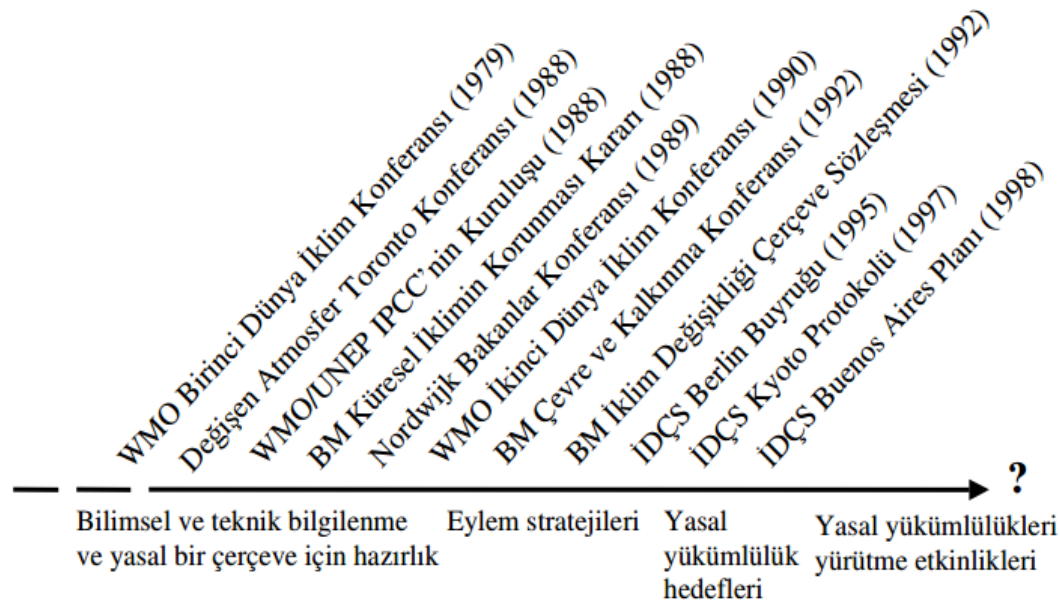 WMO Birinci Dünya İklim Konferansı (1979)
Değişen Atmosfer Toronto Konferansı (1988)
WMO/UNEP IPCC’nin Kuruluşu (1988)
BM Küresel İklimin Korunması Kararı (1988)
Nordwijk Bakanlar Konferansı (1989)
WMO İkinci Dünya İklim Konferansı (1990)
BM Çevre ve Kalkınma Konferansı (1992)
BM İklim Değişikliği Çerçeve Sözleşmesi (1992)
İDÇS Berlin Buyruğu (1995)
İDÇS Kyoto Protokolü (1997)
İDÇS Buenos Aires Planı (1998)
?
Bilimsel ve teknik bilgilenme
ve yasal bir çerçeve için hazırlık
Eylem stratejileri
Yasal
yükümlülük
hedefleri
Yasal yükümlülükleri
yürütme etkinlikleri